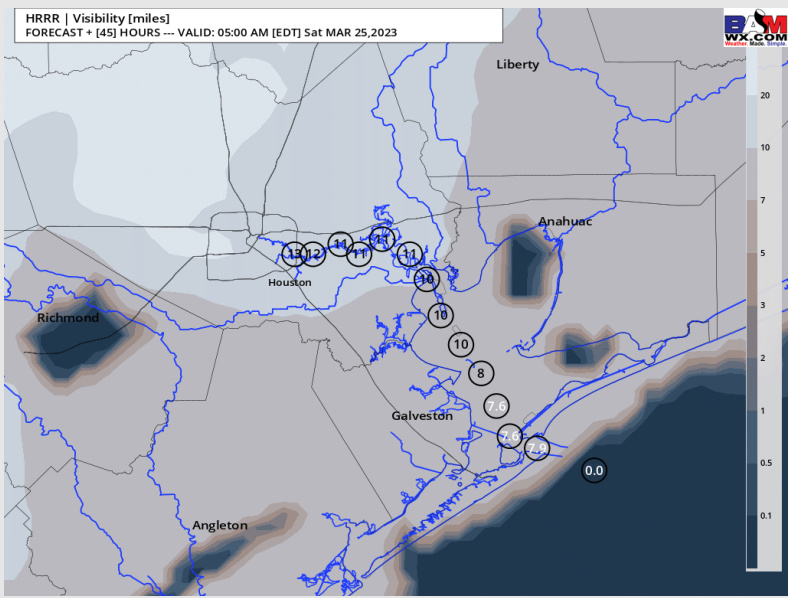 HRRR | Visibility [miles]
FORECAST + [45] HOURS --- VALID: 05:00 AM [EDT] Sat MAR 25,2023
BAM
WX.COM
Weather. Made. Simple.
Liberty
20
10
7
Anahuac
13 12 11 11 11 11
5
Houston
10
3
Richmond
10
10
2
8
7.6
1
Galveston
7.6
7.9
0.5
0.0
0.1
Angleton